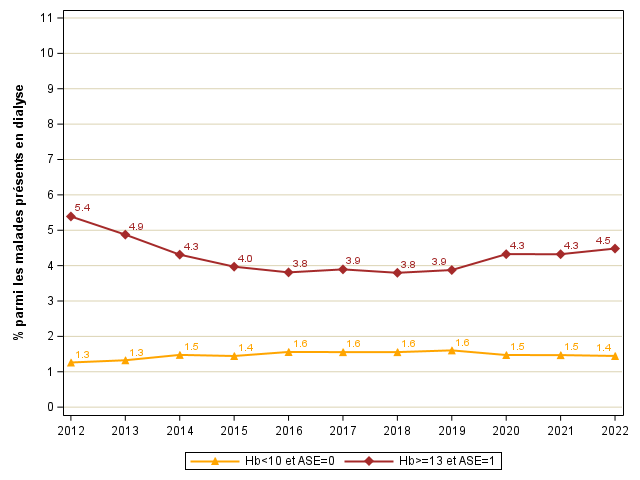 % parmi les malades présents en dialyse
11
10
9
8
7
6
5
4
3
2
1
0
5.4 4.9 4.3 4.0 3.8 3.9 3.8 3.9 4.3 4.3 4.5
1.3 1.3 1.5 1.4 1.6 1.6 1.6 1.6 1.5 1.5 1.4
2012 2013 2014 2015 2016 2017 2018 2019 2020 2021 2022
Hb<10 et ASE=0 Hb>=13 et ASE=1